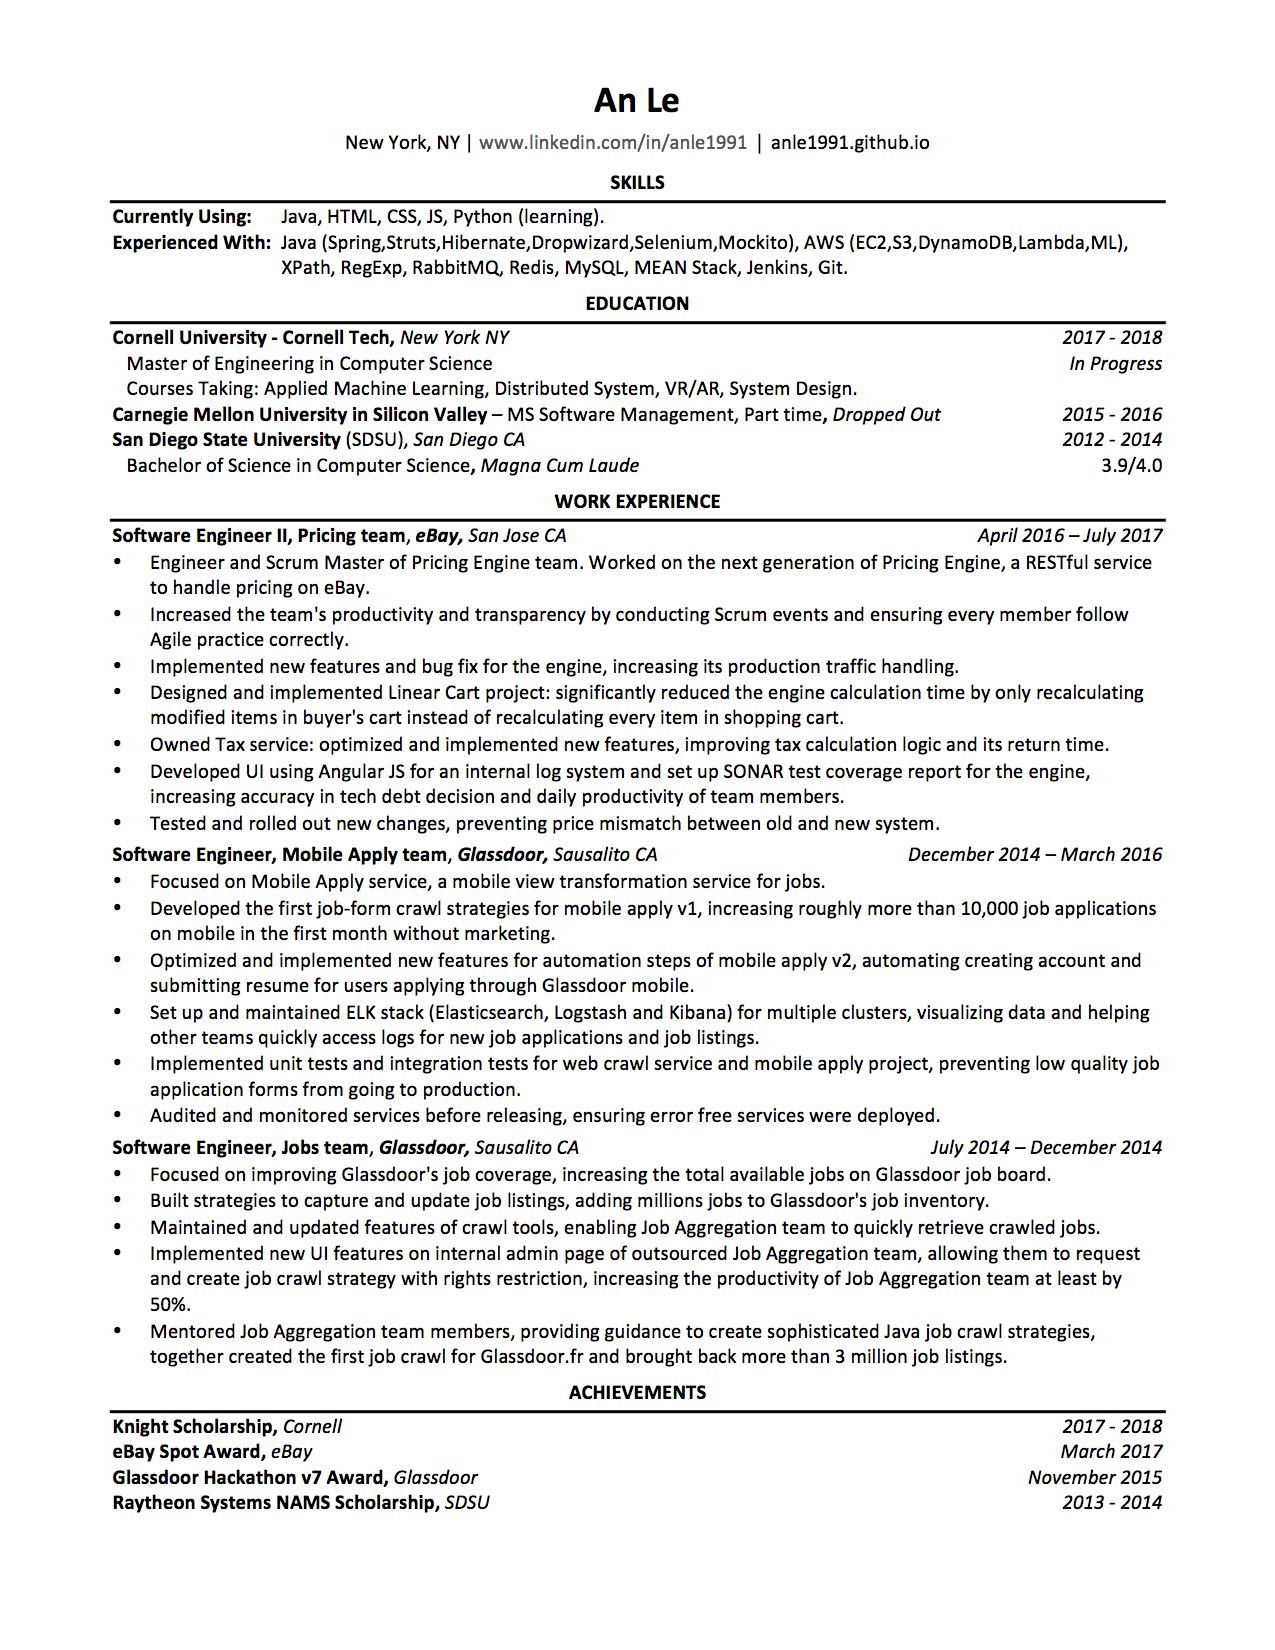 An Le
New York, NY | www.linkedin.com/in/anle1991 | anle1991.github.io
SKILLS
Currently Using: Java, HTML, CSS, JS, Python (learning).
Experienced With: Java (Spring,Struts,Hibernate,Dropwizard,Selenium,Mockito), AWS (EC2,S3,DynamoDB,Lambda,ML),
XPath, RegExp, RabbitMQ, Redis, MySQL, MEAN Stack, Jenkins, Git.
EDUCATION
Cornell University - Cornell Tech, New York NY 2017 - 2018
Master of Engineering in Computer Science In Progress
Courses Taking: Applied Machine Learning, Distributed System, VR/AR, System Design.
Carnegie Mellon University in Silicon Valley – MS Software Management, Part time, Dropped Out 2015 - 2016
San Diego State University (SDSU), San Diego CA 2012 - 2014
Bachelor of Science in Computer Science, Magna Cum Laude 3.9/4.0
WORK EXPERIENCE
Software Engineer II, Pricing team, eBay, San Jose CA April 2016 – July 2017
• Engineer and Scrum Master of Pricing Engine team. Worked on the next generation of Pricing Engine, a RESTful service
to handle pricing on eBay.
• Increased the team's productivity and transparency by conducting Scrum events and ensuring every member follow
Agile practice correctly.
• Implemented new features and bug fix for the engine, increasing its production traffic handling.
• Designed and implemented Linear Cart project: significantly reduced the engine calculation time by only recalculating
modified items in buyer's cart instead of recalculating every item in shopping cart.
• Owned Tax service: optimized and implemented new features, improving tax calculation logic and its return time.
• Developed UI using Angular JS for an internal log system and set up SONAR test coverage report for the engine,
increasing accuracy in tech debt decision and daily productivity of team members.
• Tested and rolled out new changes, preventing price mismatch between old and new system.
Software Engineer, Mobile Apply team, Glassdoor, Sausalito CA December 2014 – March 2016
• Focused on Mobile Apply service, a mobile view transformation service for jobs.
• Developed the first job-form crawl strategies for mobile apply v1, increasing roughly more than 10,000 job applications
on mobile in the first month without marketing.
• Optimized and implemented new features for automation steps of mobile apply v2, automating creating account and
submitting resume for users applying through Glassdoor mobile.
• Set up and maintained ELK stack (Elasticsearch, Logstash and Kibana) for multiple clusters, visualizing data and helping
other teams quickly access logs for new job applications and job listings.
• Implemented unit tests and integration tests for web crawl service and mobile apply project, preventing low quality job
application forms from going to production.
• Audited and monitored services before releasing, ensuring error free services were deployed.
Software Engineer, Jobs team, Glassdoor, Sausalito CA July 2014 – December 2014
• Focused on improving Glassdoor's job coverage, increasing the total available jobs on Glassdoor job board.
• Built strategies to capture and update job listings, adding millions jobs to Glassdoor's job inventory.
• Maintained and updated features of crawl tools, enabling Job Aggregation team to quickly retrieve crawled jobs.
• Implemented new UI features on internal admin page of outsourced Job Aggregation team, allowing them to request
and create job crawl strategy with rights restriction, increasing the productivity of Job Aggregation team at least by
50%.
• Mentored Job Aggregation team members, providing guidance to create sophisticated Java job crawl strategies,
together created the first job crawl for Glassdoor.fr and brought back more than 3 million job listings.
ACHIEVEMENTS
Knight Scholarship, Cornell 2017 - 2018
eBay Spot Award, eBay March 2017
Glassdoor Hackathon v7 Award, Glassdoor November 2015
Raytheon Systems NAMS Scholarship, SDSU 2013 - 2014